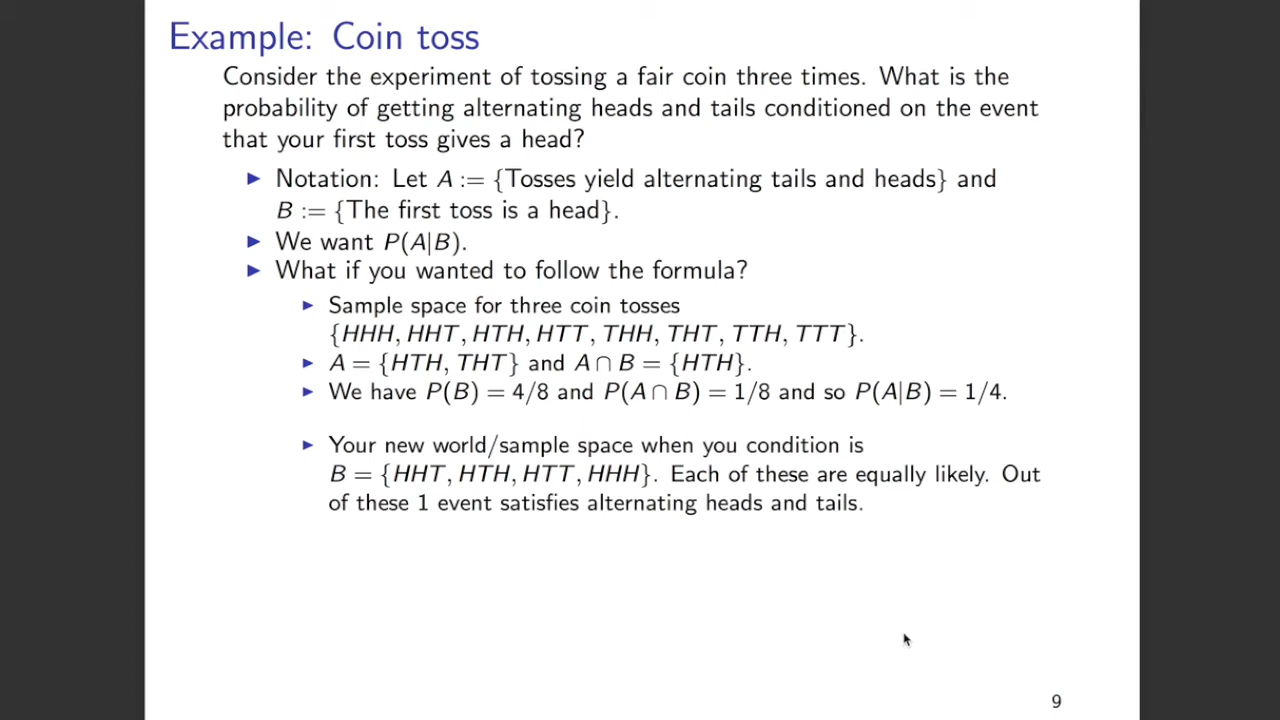 Example: Coin toss
Consider the experiment of tossing a fair coin three times. What is the
probability of getting alternating heads and tails conditioned on the event
that your first toss gives a head?
▶ Notation: Let A := {Tosses yield alternating tails and heads} and
B := {The first toss is a head}.
▶ We want P(A|B).
▶ What if you wanted to follow the formula?
▶ Sample space for three coin tosses
{HHH, HHT, HTH, HTT, THH, THT, TTH, TTT}.
▶ A = {HTH, THT} and A ∩ B = {HTH}.
▶ We have P(B) = 4/8 and P(A ∩ B) = 1/8 and so P(A|B) = 1/4.
▶ Your new world/sample space when you condition is
B = {HHT, HTH, HTT, HHH}. Each of these are equally likely. Out
of these 1 event satisfies alternating heads and tails.
9